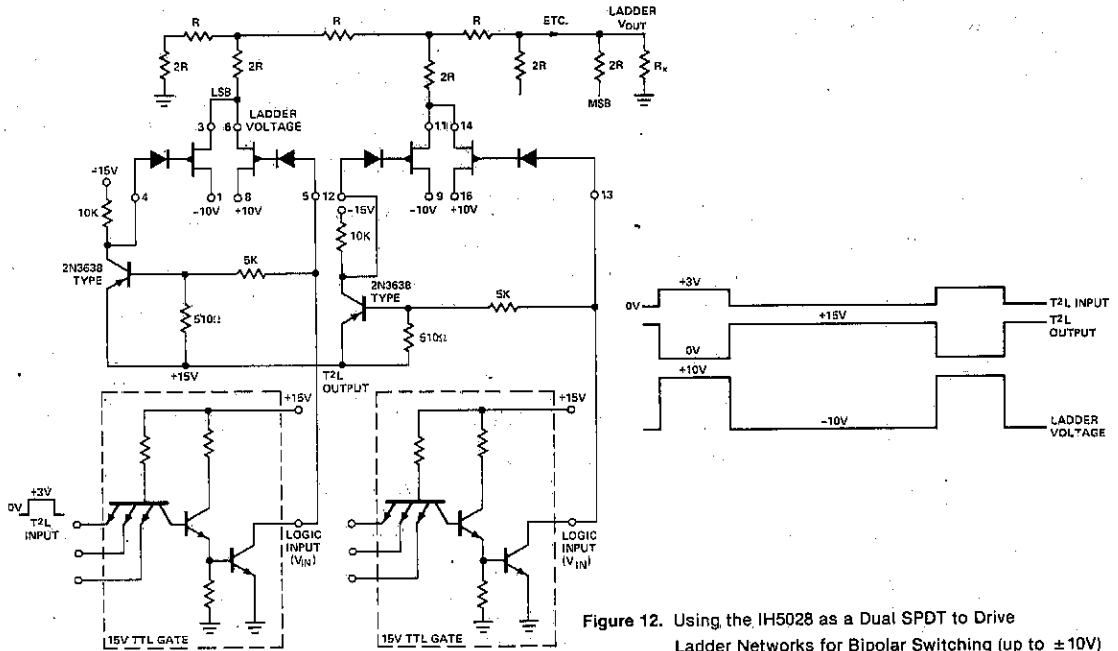 LADDER
VOUT
R
R
R
ETC.
2R
2R
2R
2R
2R
Rx
MSB
LSB
LADDER
VOLTAGE
3
6
11
14
-15V
4
1
8
5
12
9
16
13
-10V
+10V
-15V
-10V
+10V
10K
10K
2N3638
TYPE
5K
2N3638
TYPE
5K
510Ω
510Ω
+15V
T²L
OUTPUT
+3V
0V
T²L INPUT
+15V
T²L
OUTPUT
0V
+10V
-10V
LADDER
VOLTAGE
+15V
+15V
+3V
0V
T²L
INPUT
LOGIC
INPUT
(VIN)
LOGIC
INPUT
(VIN)
15V TTL GATE
15V TTL GATE
Figure 12. Using the IH5028 as a Dual SPDT to Drive
Ladder Networks for Bipolar Switching (up to ±10V)